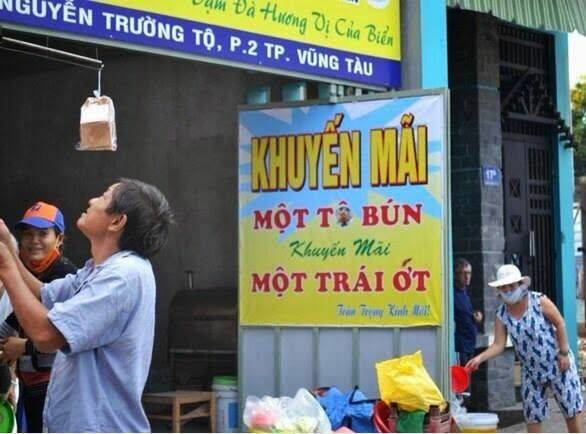 Đậm Đà Hương Vị Của Biển
NGUYỄN TRƯỜNG TỘ, P.2 TP. VŨNG TÀU
KHUYẾN MÃI
MỘT TÔ BÚN
Khuyến Mãi
MỘT TRÁI ỚT
Trân Trọng Kính Mời!
17A